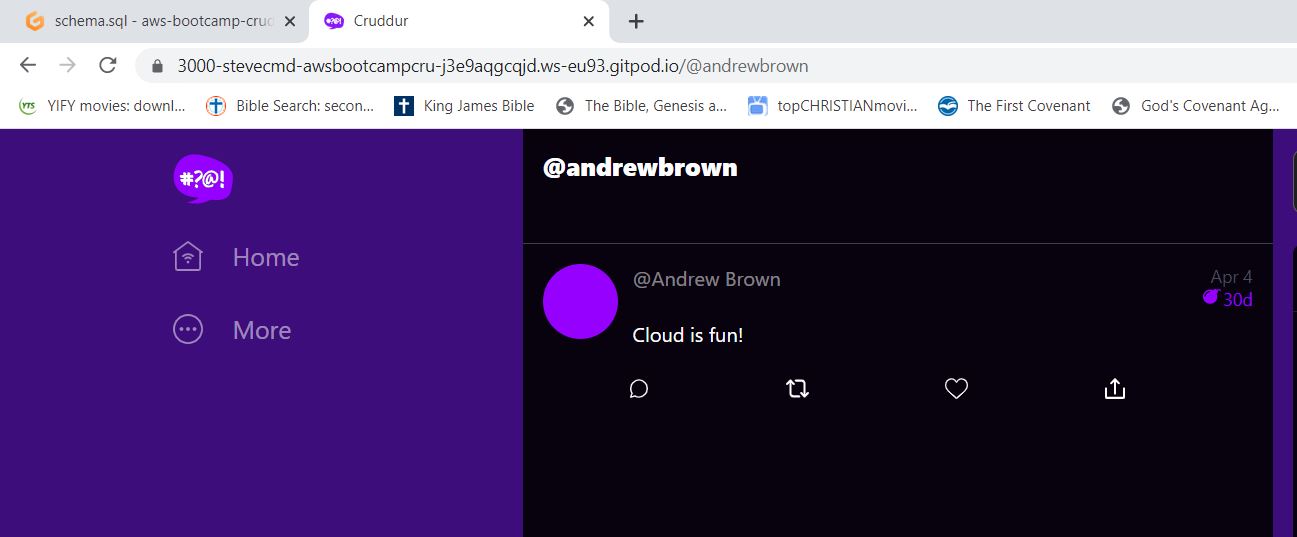 schema.sql - aws-bootcamp-crud
Cruddur
3000-stevecmd-awsbootcampcru-j3e9aqgcqjd.ws-eu93.gitpod.io/@andrewbrown
YTS YIFY movies: downl... Bible Search: secon... King James Bible The Bible, Genesis a... topCHRISTIANmovi... The First Covenant God's Covenant Ag...
#?@!
Home
More
@andrewbrown
@Andrew Brown
Apr 4
30d
Cloud is fun!